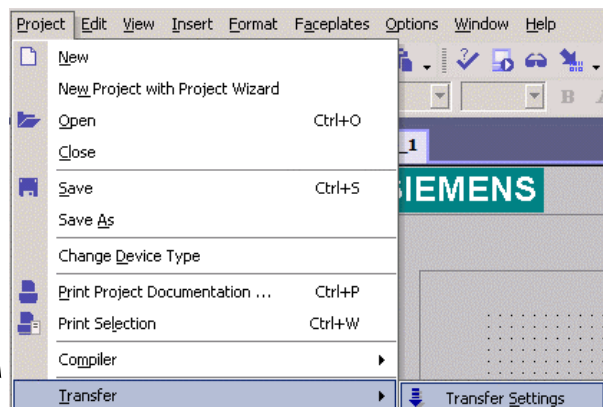 Project Edit View Insert Format Faceplates Options Window Help
New
New Project with Project Wizard
Open Ctrl+O
Close
_1
Save Ctrl+S
SIEMENS
Save As
Change Device Type
Print Project Documentation ... Ctrl+P
Print Selection Ctrl+W
Compiler
Transfer
Transfer Settings